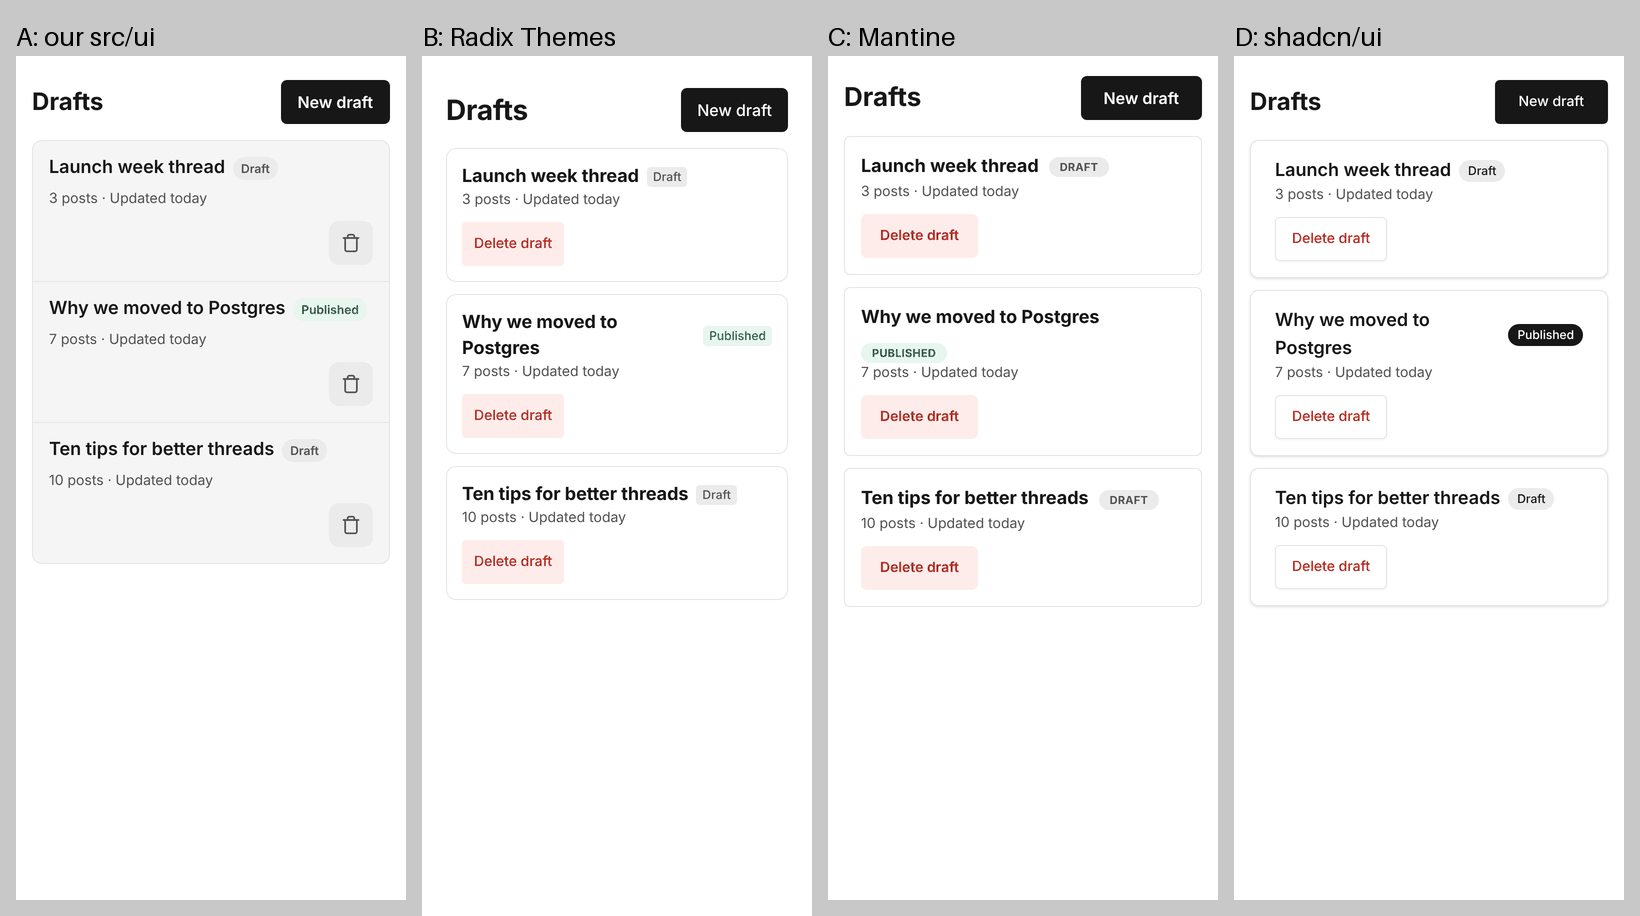 A: our src/ui
Drafts
New draft
Launch week thread Draft
3 posts · Updated today
Why we moved to Postgres Published
7 posts · Updated today
Ten tips for better threads Draft
10 posts · Updated today
B: Radix Themes
Drafts
New draft
Launch week thread Draft
3 posts · Updated today
Delete draft
Why we moved to
Postgres
Published
7 posts · Updated today
Delete draft
Ten tips for better threads Draft
10 posts · Updated today
Delete draft
C: Mantine
Drafts
New draft
Launch week thread DRAFT
3 posts · Updated today
Delete draft
Why we moved to Postgres
PUBLISHED
7 posts · Updated today
Delete draft
Ten tips for better threads DRAFT
10 posts · Updated today
Delete draft
D: shadcn/ui
Drafts
New draft
Launch week thread Draft
3 posts · Updated today
Delete draft
Why we moved to
Postgres
Published
7 posts · Updated today
Delete draft
Ten tips for better threads Draft
10 posts · Updated today
Delete draft